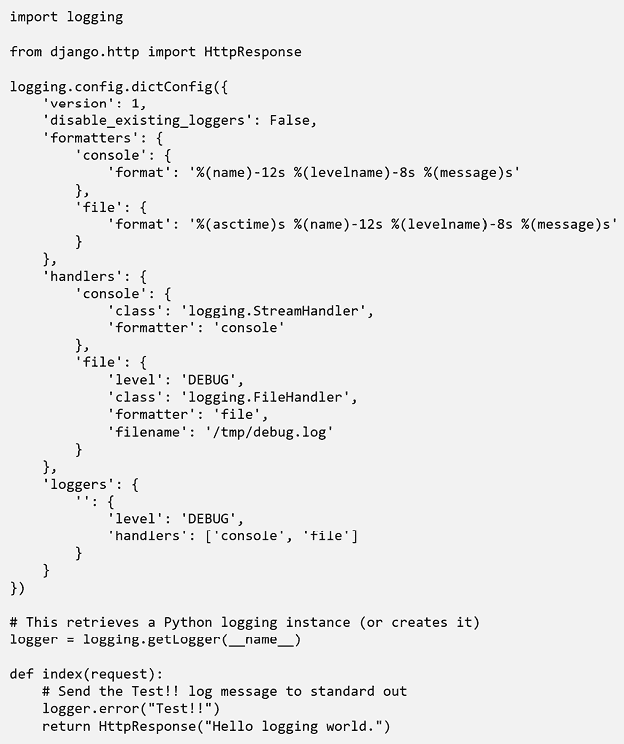 import logging

from django.http import HttpResponse

logging.config.dictConfig({
    'version': 1,
    'disable_existing_loggers': False,
    'formatters': {
        'console': {
            'format': '%(name)-12s %(levelname)-8s %(message)s'
        },
        'file': {
            'format': '%(asctime)s %(name)-12s %(levelname)-8s %(message)s'
        }
    },
    'handlers': {
        'console': {
            'class': 'logging.StreamHandler',
            'formatter': 'console'
        },
        'file': {
            'level': 'DEBUG',
            'class': 'logging.FileHandler',
            'formatter': 'file',
            'filename': '/tmp/debug.log'
        }
    },
    'loggers': {
        '': {
            'level': 'DEBUG',
            'handlers': ['console', 'file']
        }
    }
})

# This retrieves a Python logging instance (or creates it)
logger = logging.getLogger(__name__)

def index(request):
    # Send the Test!! log message to standard out
    logger.error("Test!!")
    return HttpResponse("Hello logging world.")